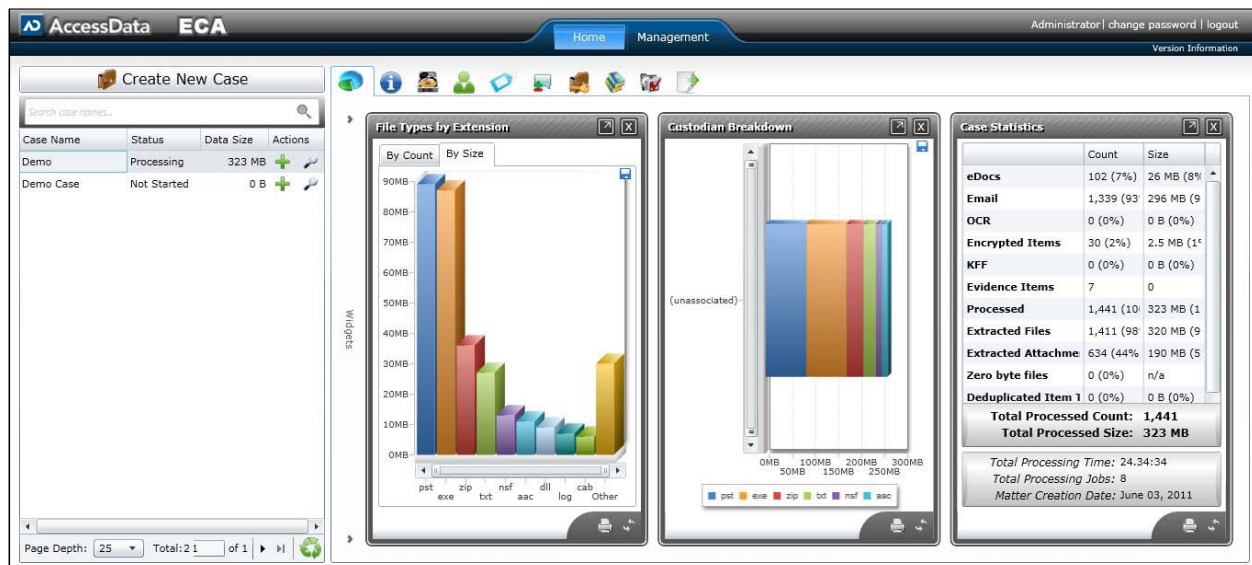 AccessData ECA
Home Management
Administrator| change password | logout
Version Information
Create New Case
Search case names...
Case Name Status Data Size Actions
Demo Processing 323 MB
Demo Case Not Started 0 B
Page Depth: 25 Total:2 1 of 1
Widgets
File Types by Extension
By Count By Size
90MB
80MB
70MB
60MB
50MB
40MB
30MB
20MB
10MB
0MB
pst zip nsf dll cab
exe txt aac log Other
Custodian Breakdown
(unassociated)
0MB 100MB 200MB 300MB
50MB 150MB 250MB
pst exe zip txt nsf aac
Case Statistics
Count Size
eDocs 102 (7%) 26 MB (8%
Email 1,339 (93 296 MB (9
OCR 0 (0%) 0 B (0%)
Encrypted Items 30 (2%) 2.5 MB (1
KFF 0 (0%) 0 B (0%)
Evidence Items 7 0
Processed 1,441 (10 323 MB (1
Extracted Files 1,411 (98 320 MB (9
Extracted Attachme 634 (44% 190 MB (5
Zero byte files 0 (0%) n/a
Deduplicated Item 0 (0%) 0 B (0%)
Total Processed Count: 1,441
Total Processed Size: 323 MB
Total Processing Time: 24.34:34
Total Processing Jobs: 8
Matter Creation Date: June 03, 2011